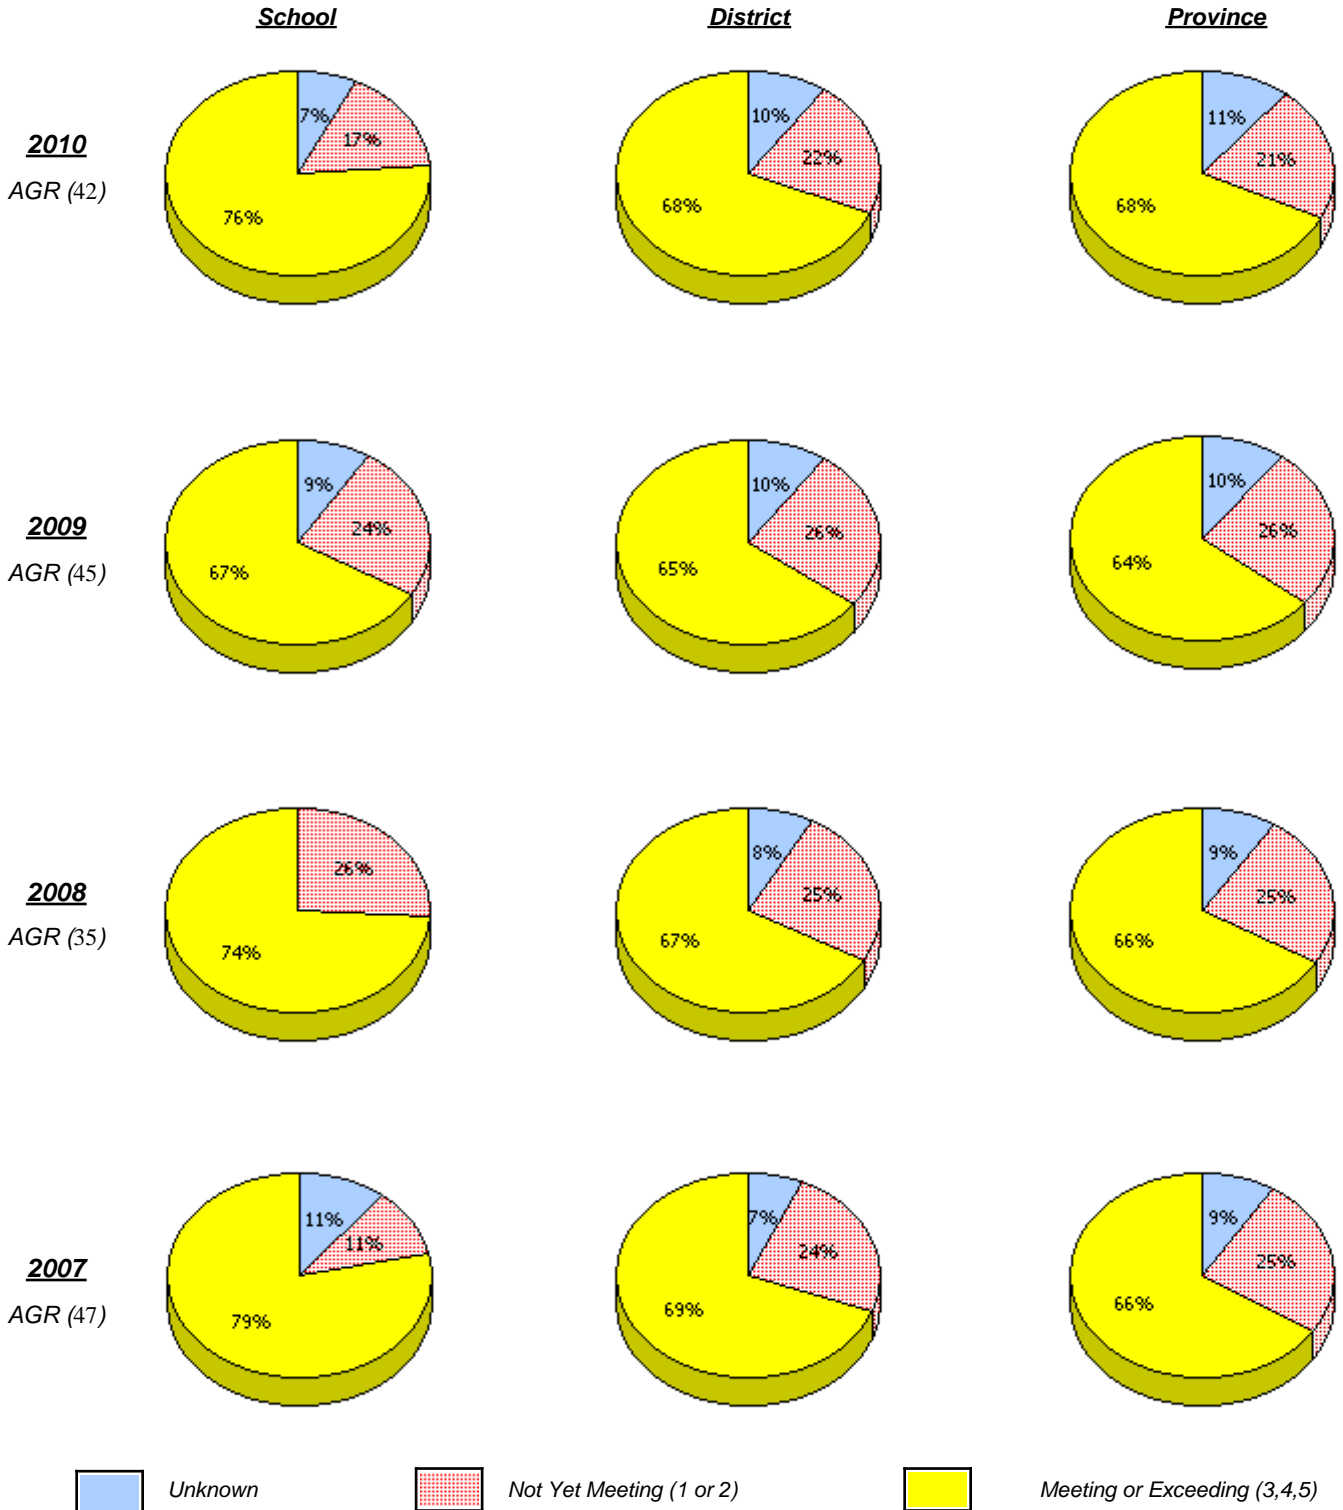 School District Province
2010
AGR (42)
7% 17% 76%
10% 22% 68%
11% 21% 68%
2009
AGR (45)
9% 24% 67%
10% 26% 65%
10% 26% 64%
2008
AGR (35)
26% 74%
8% 25% 67%
9% 25% 66%
2007
AGR (47)
11% 11% 79%
7% 24% 69%
9% 25% 66%
Unknown Not Yet Meeting (1 or 2) Meeting or Exceeding (3,4,5)